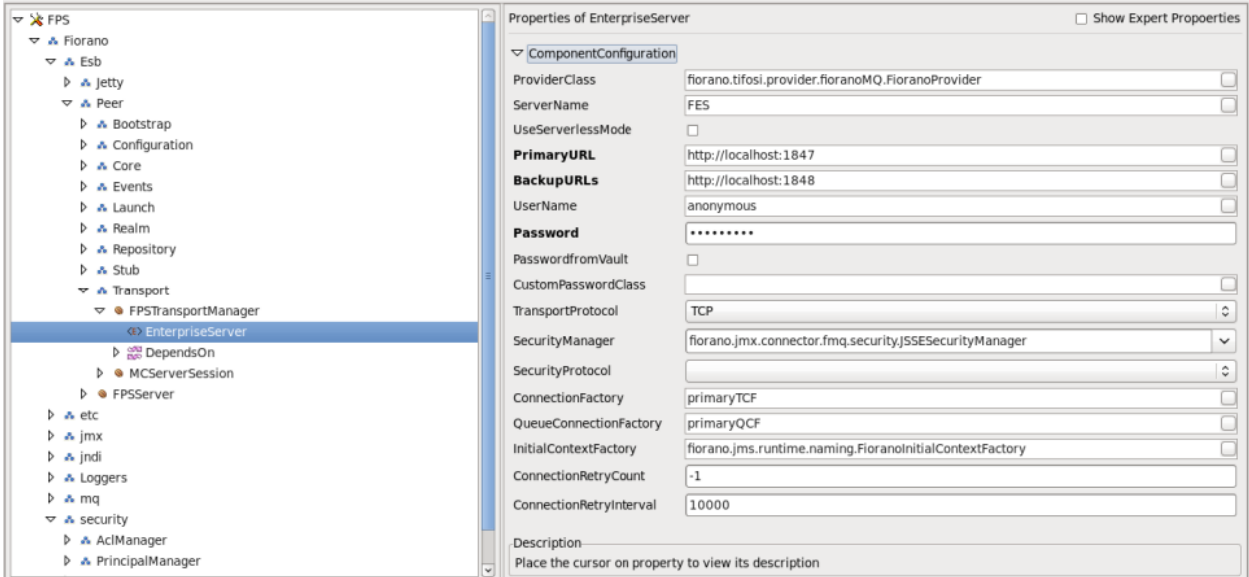 FPS
Fiorano
Esb
Jetty
Peer
Bootstrap
Configuration
Core
Events
Launch
Realm
Repository
Stub
Transport
FPSTransportManager
EnterpriseServer
DependsOn
MCServerSession
FPSServer
etc
jmx
jndi
Loggers
mq
security
AclManager
PrincipalManager
Properties of EnterpriseServer
Show Expert Propoerties
ComponentConfiguration
ProviderClass fiorano.tifosi.provider.fioranoMQ.FioranoProvider
ServerName FES
UseServerlessMode
PrimaryURL http://localhost:1847
BackupURLs http://localhost:1848
UserName anonymous
Password •••••••••
PasswordfromVault
CustomPasswordClass
TransportProtocol TCP
SecurityManager fiorano.jmx.connector.fmq.security.JSSESecurityManager
SecurityProtocol
ConnectionFactory primaryTCF
QueueConnectionFactory primaryQCF
InitialContextFactory fiorano.jms.runtime.naming.FioranoInitialContextFactory
ConnectionRetryCount -1
ConnectionRetryInterval 10000
Description
Place the cursor on property to view its description